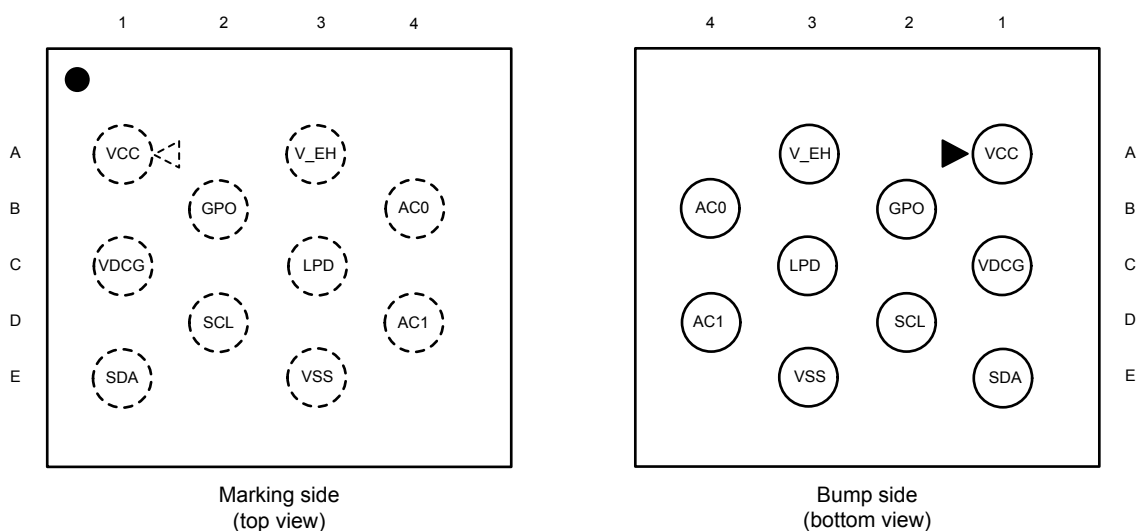 1 2 3 4
A VCC V_EH
B GPO AC0
C VDCG LPD
D SCL AC1
E SDA VSS
Marking side
(top view)
4 3 2 1
V_EH VCC A
AC0 GPO B
LPD VDCG C
AC1 SCL D
VSS SDA E
Bump side
(bottom view)